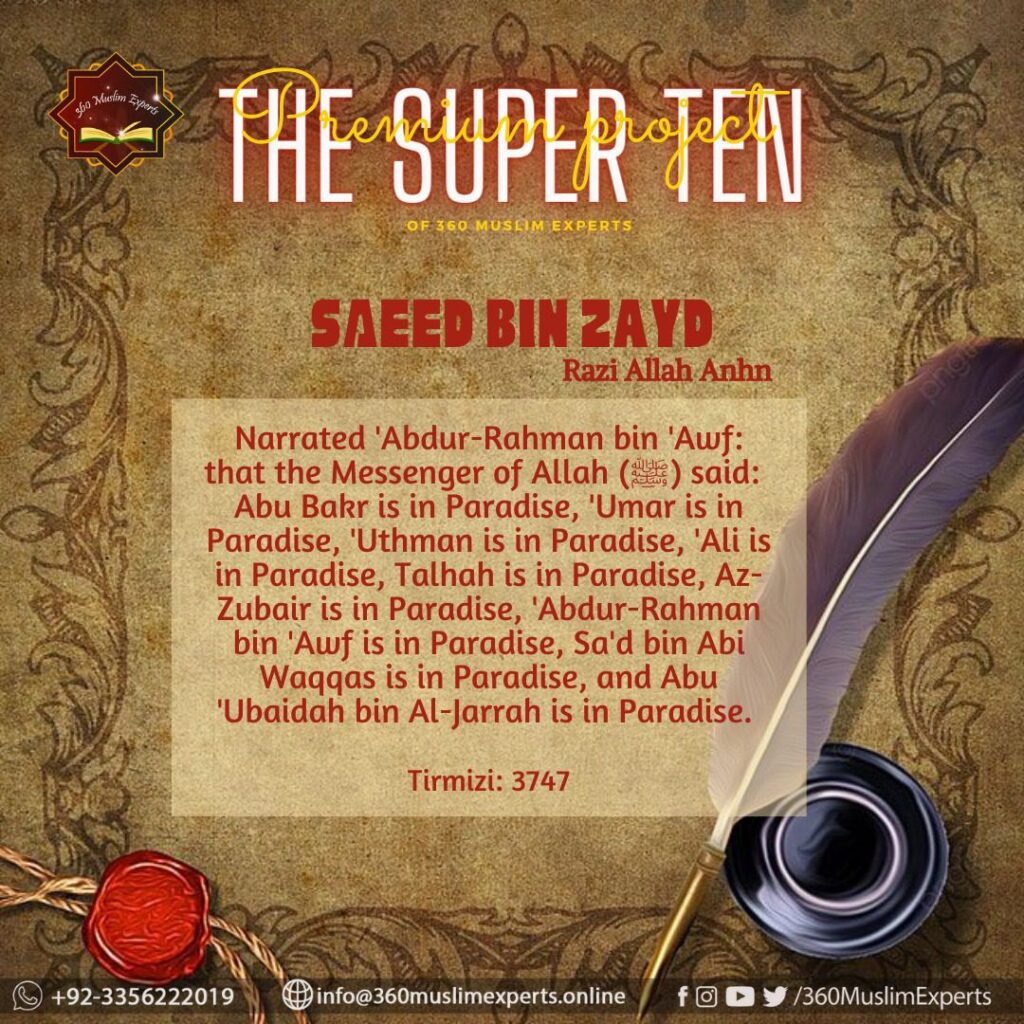 360 Muslim Experts
THE SUPER TEN
Premium project
OF 360 MUSLIM EXPERTS
SAEED BIN ZAYD
Razi Allah Anhn
Narrated 'Abdur-Rahman bin 'Awf:
that the Messenger of Allah (ﷺ) said:
Abu Bakr is in Paradise, 'Umar is in
Paradise, 'Uthman is in Paradise, 'Ali is
in Paradise, Talhah is in Paradise, Az-
Zubair is in Paradise, 'Abdur-Rahman
bin 'Awf is in Paradise, Sa'd bin Abi
Waqqas is in Paradise, and Abu
'Ubaidah bin Al-Jarrah is in Paradise.
Tirmizi: 3747
+92-3356222019
info@360muslimexperts.online
/360MuslimExperts